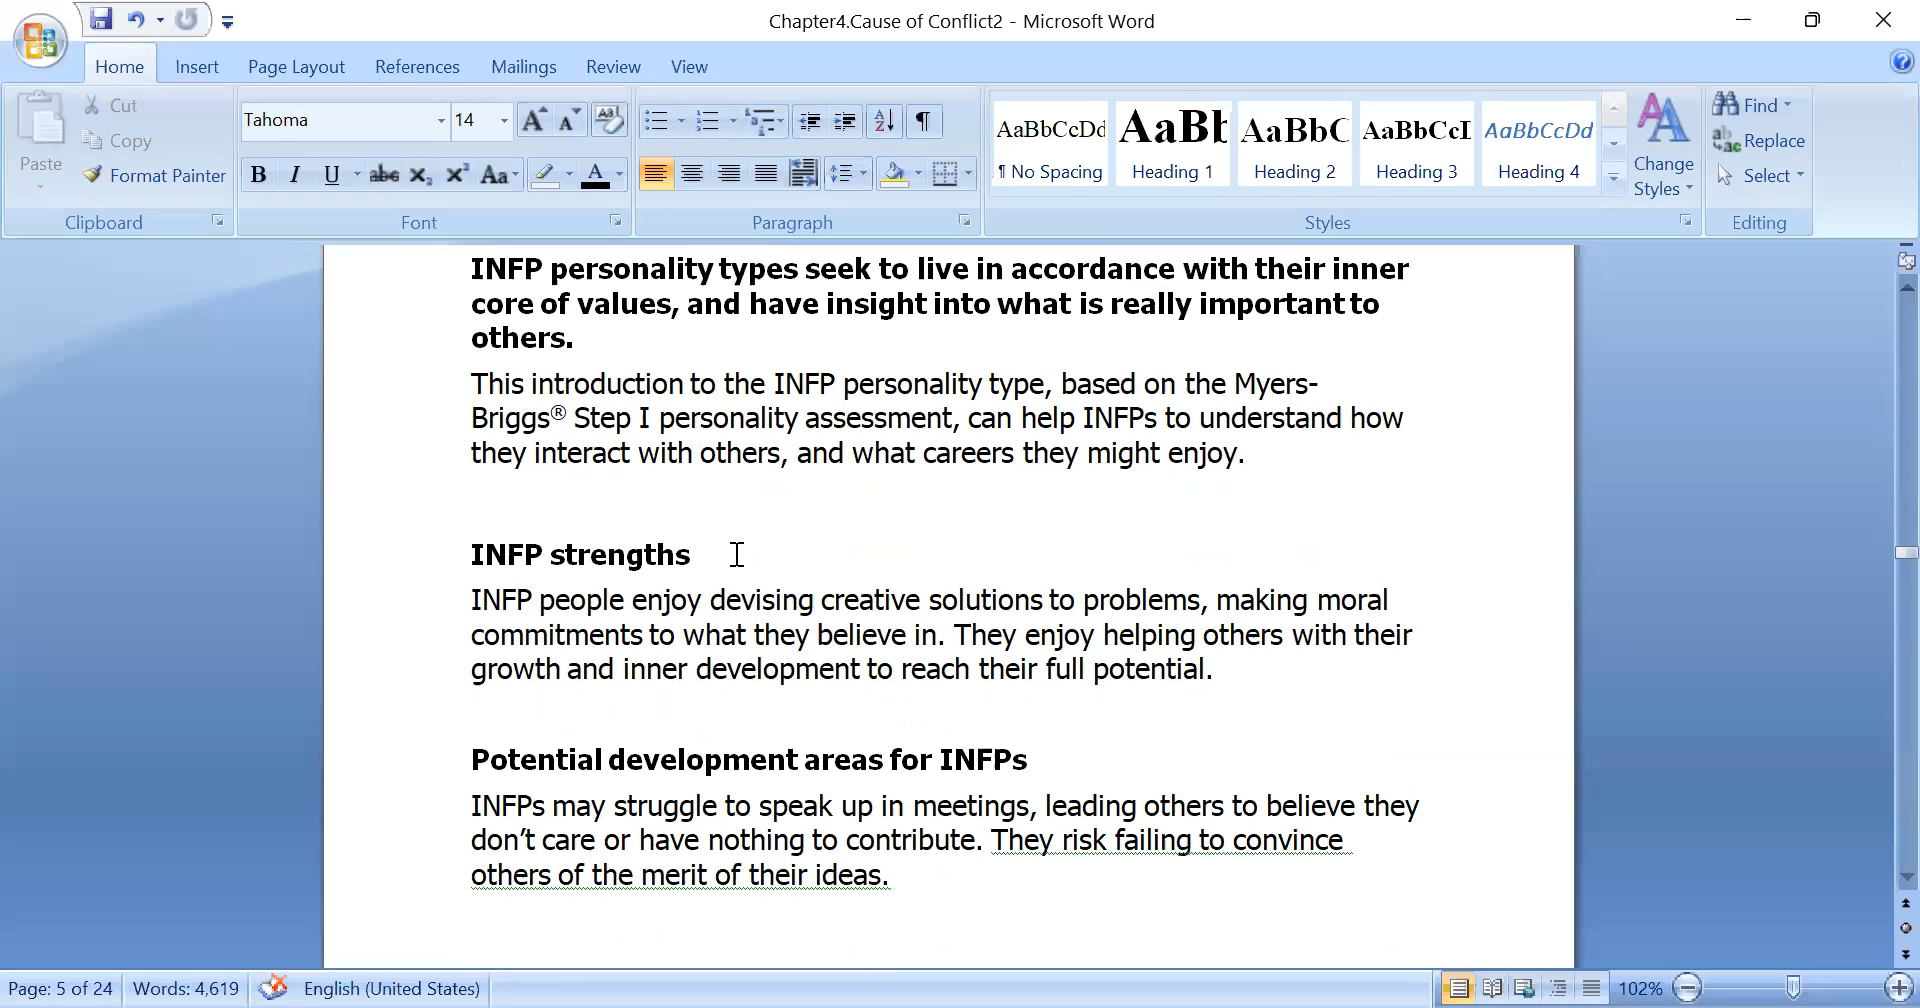 Chapter4.Cause of Conflict2 - Microsoft Word
Home Insert Page Layout References Mailings Review View
Paste
Cut
Copy
Format Painter
Clipboard
Tahoma 14
B I U abc X₂ X² Aa A
Font
Paragraph
AaBbCcDd AaBb AaBbC AaBbCcI AaBbCcDd
¶ No Spacing Heading 1 Heading 2 Heading 3 Heading 4
Change
Styles
Styles
Find
Replace
Select
Editing
INFP personality types seek to live in accordance with their inner
core of values, and have insight into what is really important to
others.
This introduction to the INFP personality type, based on the Myers-
Briggs® Step I personality assessment, can help INFPs to understand how
they interact with others, and what careers they might enjoy.
INFP strengths
INFP people enjoy devising creative solutions to problems, making moral
commitments to what they believe in. They enjoy helping others with their
growth and inner development to reach their full potential.
Potential development areas for INFPs
INFPs may struggle to speak up in meetings, leading others to believe they
don’t care or have nothing to contribute. They risk failing to convince
others of the merit of their ideas.
Page: 5 of 24 Words: 4,619 English (United States) 102%